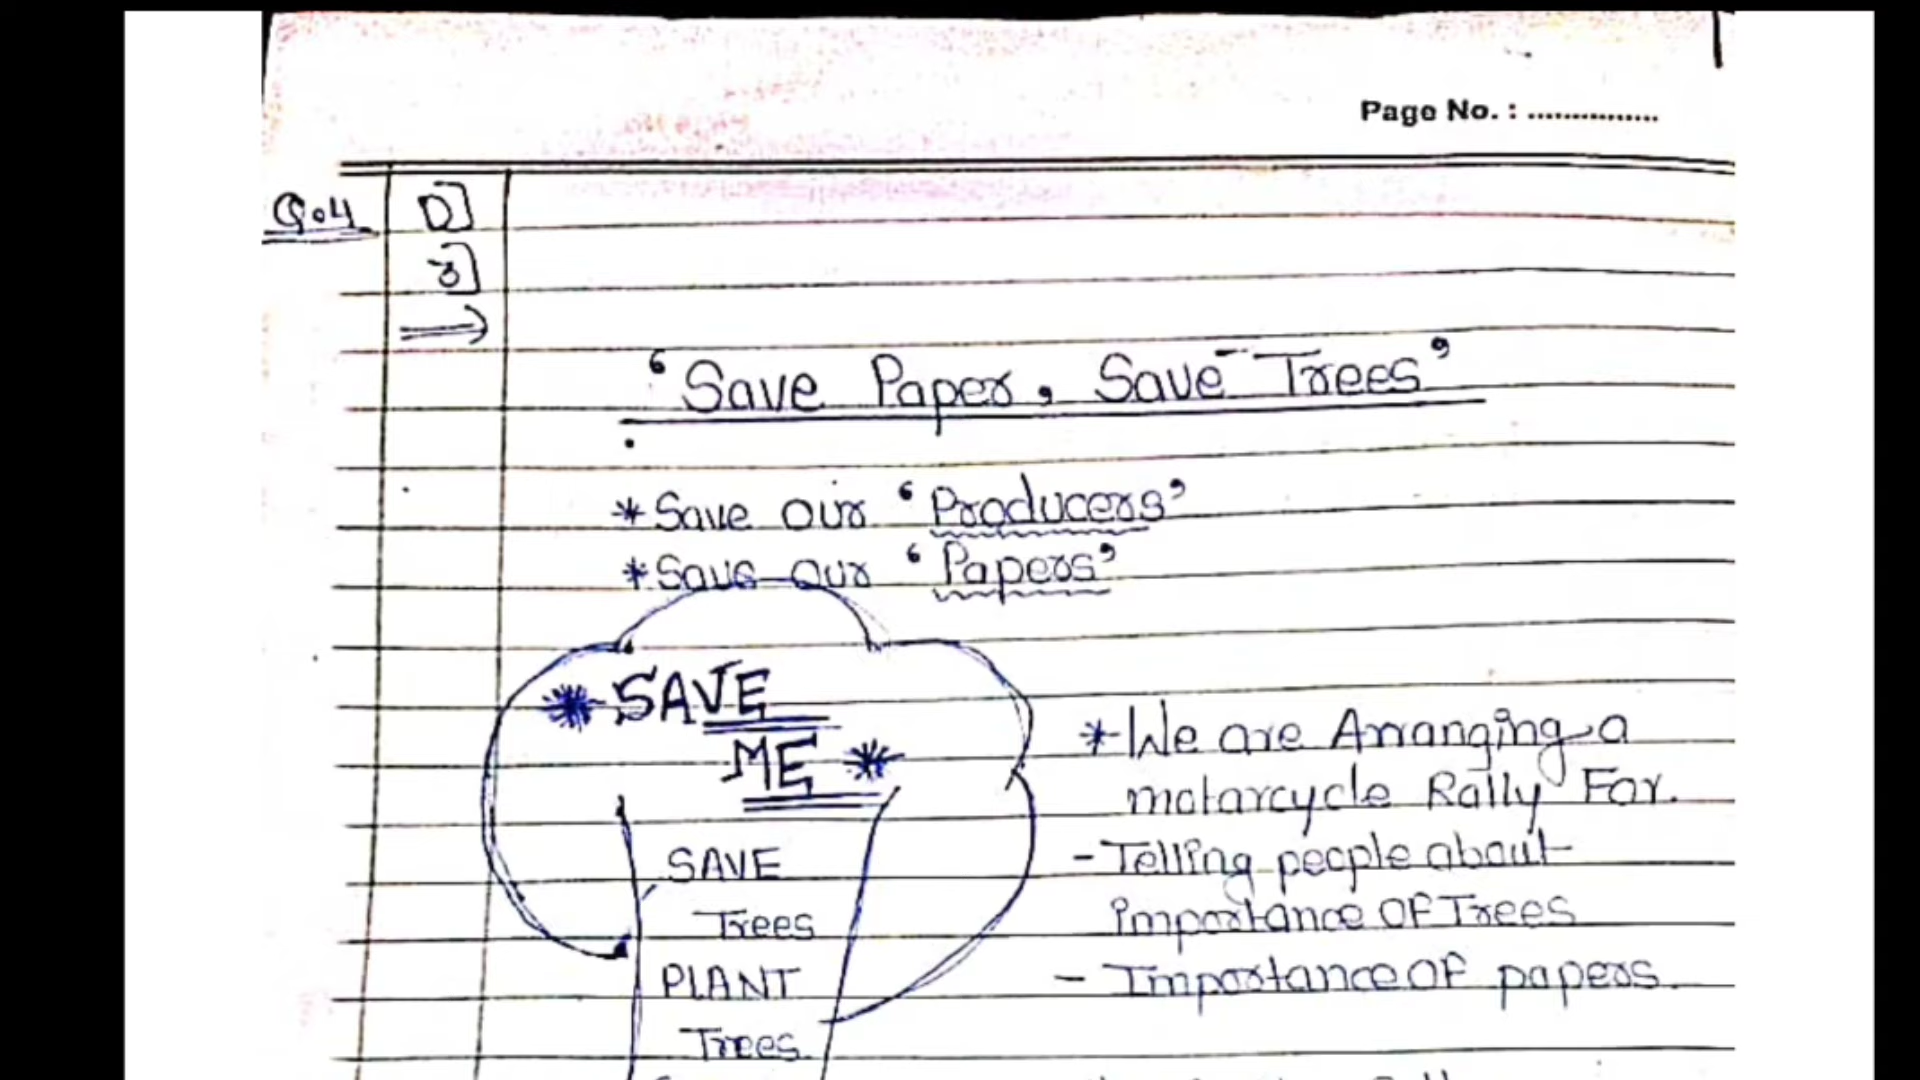 Page No. : ...............
Q.4 D]
3]
⇒
‘Save Paper, Save Trees’
* Save our ‘Producers’
* Save our ‘Papers’
* SAVE
ME *
SAVE
Trees
PLANT
Trees
* We are Arranging a
motorcycle Rally For.
- Telling people about
importance OF Trees
- Importance OF papers.